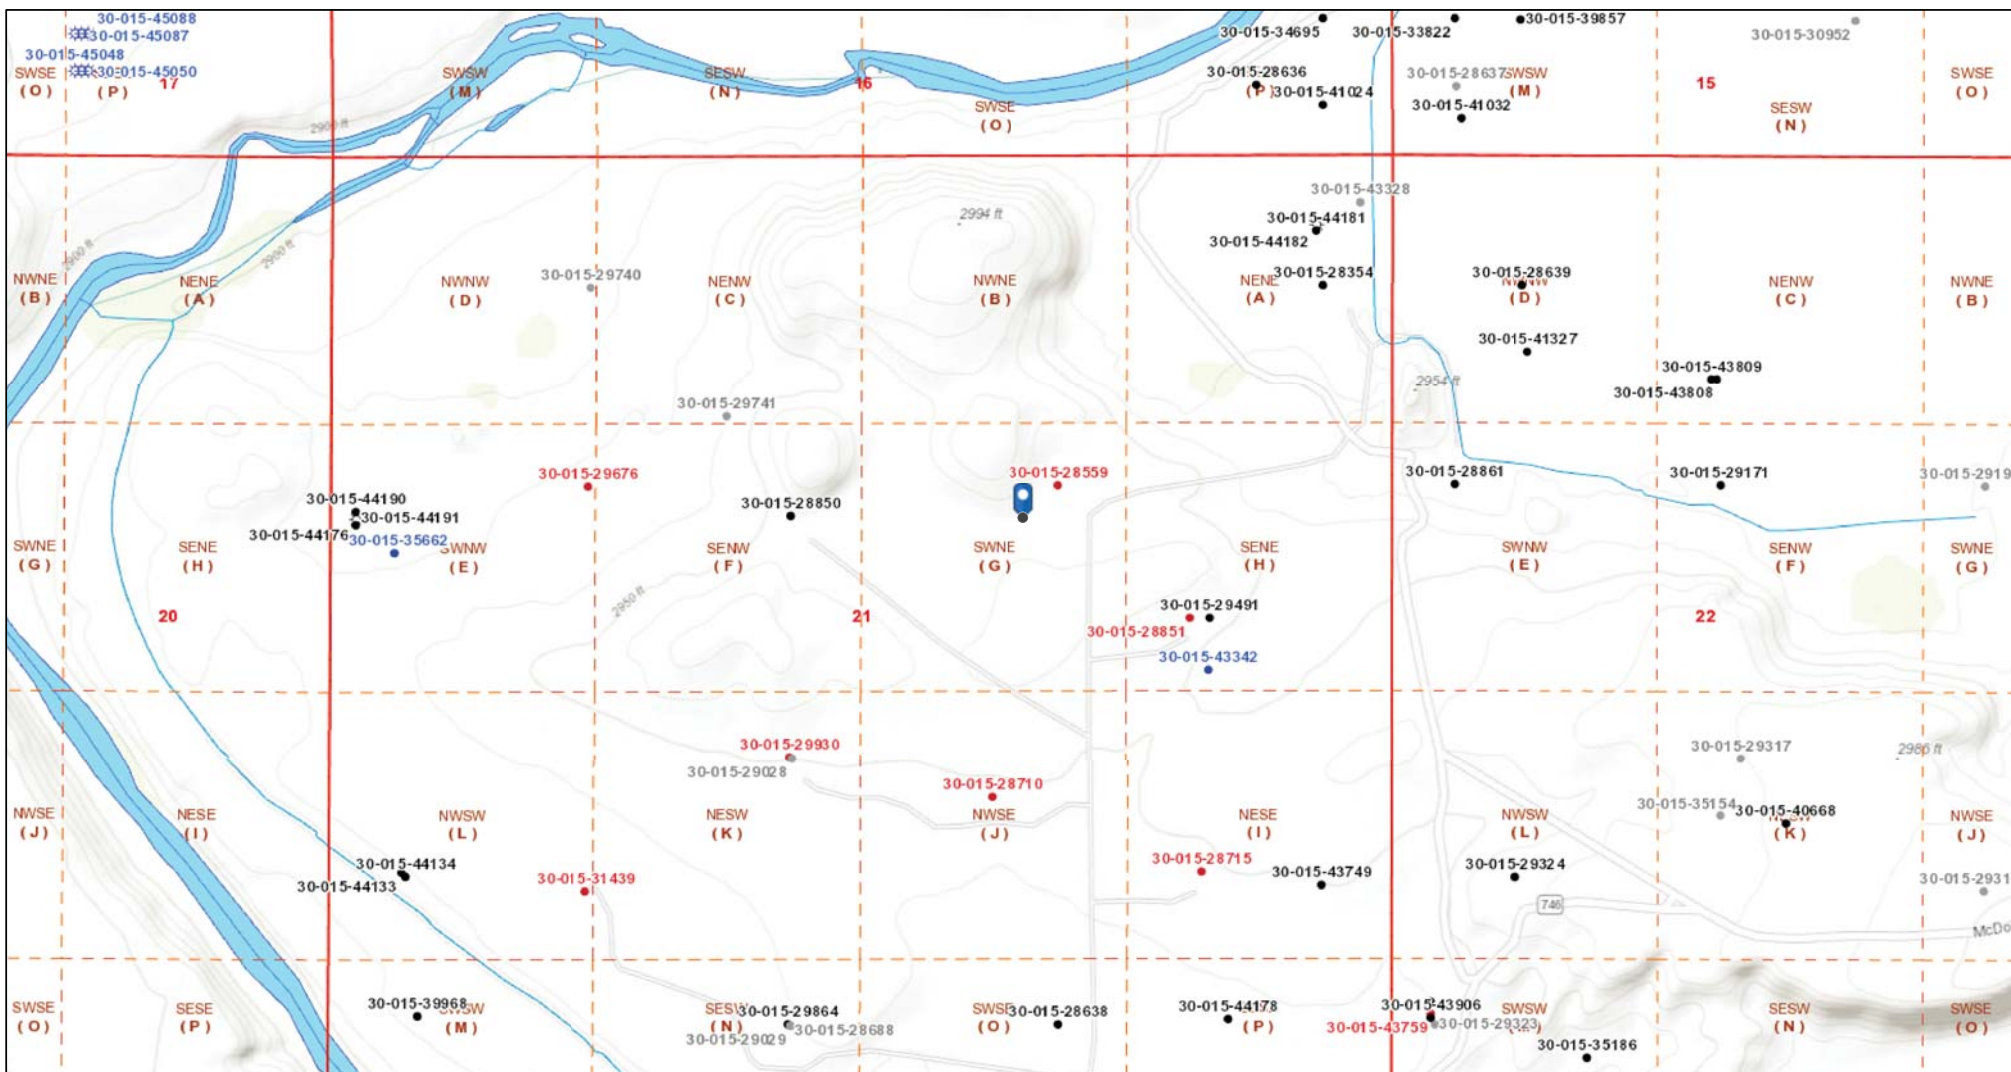 30-015-45088
30-015-45087
30-015-45048
30-015-45050
SWSE
(O)
(P)
17
SWSW
(M)
SESW
(N)
16
SWSE
(O)
30-015-34695
30-015-33822
30-015-39857
30-015-30952
30-015-28636
(P)
30-015-41024
30-015-28637
SWSW
(M)
30-015-41032
15
SESW
(N)
SWSE
(O)
2900 ft
2900 ft
2900 ft
2994 ft
30-015-43328
30-015-44181
30-015-44182
NWNE
(B)
NENE
(A)
NWNW
(D)
30-015-29740
NENW
(C)
NWNE
(B)
NENE
(A)
30-015-28354
30-015-28639
NWNW
(D)
NENW
(C)
NWNE
(B)
30-015-41327
30-015-43809
30-015-43808
2954 ft
30-015-29741
30-015-29676
30-015-28559
30-015-28861
30-015-29171
30-015-2919
30-015-44190
30-015-44191
30-015-44176
30-015-35662
30-015-28850
SWNE
(G)
SENE
(H)
SWNW
(E)
SENW
(F)
SWNE
(G)
SENE
(H)
SWNW
(E)
SENW
(F)
SWNE
(G)
2950 ft
20
21
30-015-29491
30-015-28851
30-015-43342
22
30-015-29930
30-015-29028
30-015-28710
30-015-29317
2986 ft
30-015-35154
30-015-40668
NWSE
(J)
NESE
(I)
NWSW
(L)
NESW
(K)
NWSE
(J)
NESE
(I)
NWSW
(L)
NESW
(K)
NWSE
(J)
30-015-44134
30-015-44133
30-015-31439
30-015-28715
30-015-43749
30-015-29324
30-015-2931
746
McDo
SWSE
(O)
SESE
(P)
30-015-39968
SWSW
(M)
SESW
(N)
30-015-29864
30-015-29029
30-015-28688
SWSE
(O)
30-015-28638
30-015-44178
(P)
30-015-43906
30-015-43759
30-015-29323
SWSW
SESW
(N)
SWSE
(O)
30-015-35186